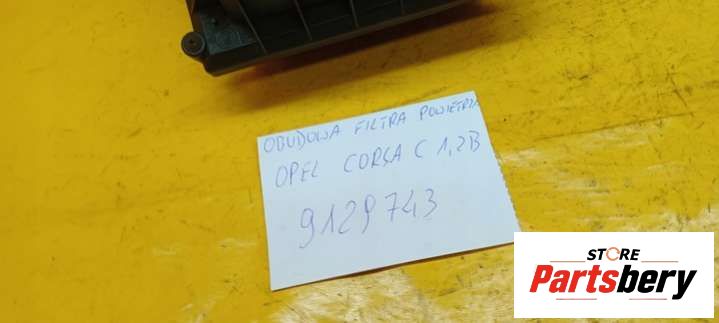 OBUDOWA FILTRA POWIETRZA
OPEL CORSA C 1,2B
9129743
STORE
Partsbery